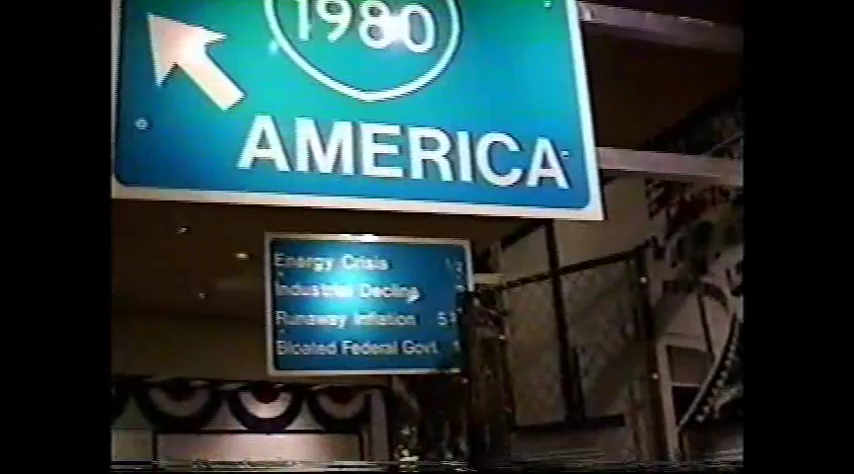 1980
AMERICA
Energy Crisis
Industrial Decline
Runaway Inflation
Bloated Federal Govt.